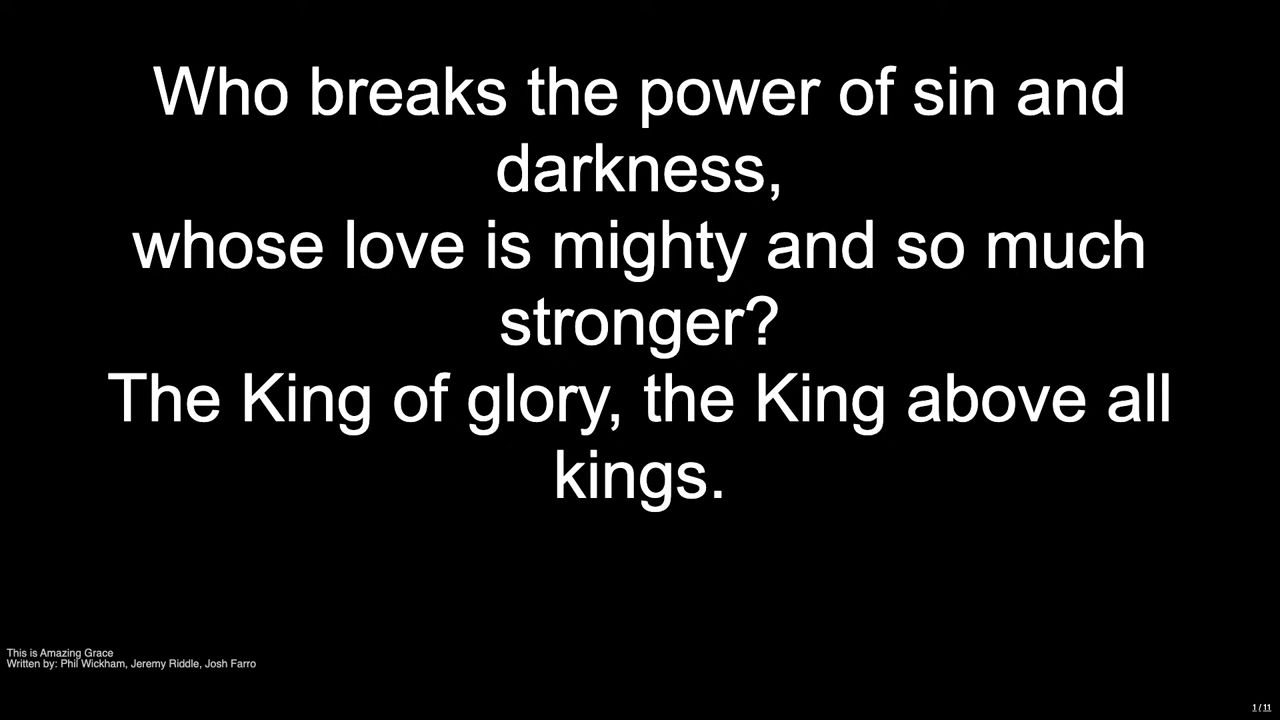 Who breaks the power of sin and
darkness,
whose love is mighty and so much
stronger?
The King of glory, the King above all
kings.
This is Amazing Grace
Written by: Phil Wickham, Jeremy Riddle, Josh Farro
1 / 11